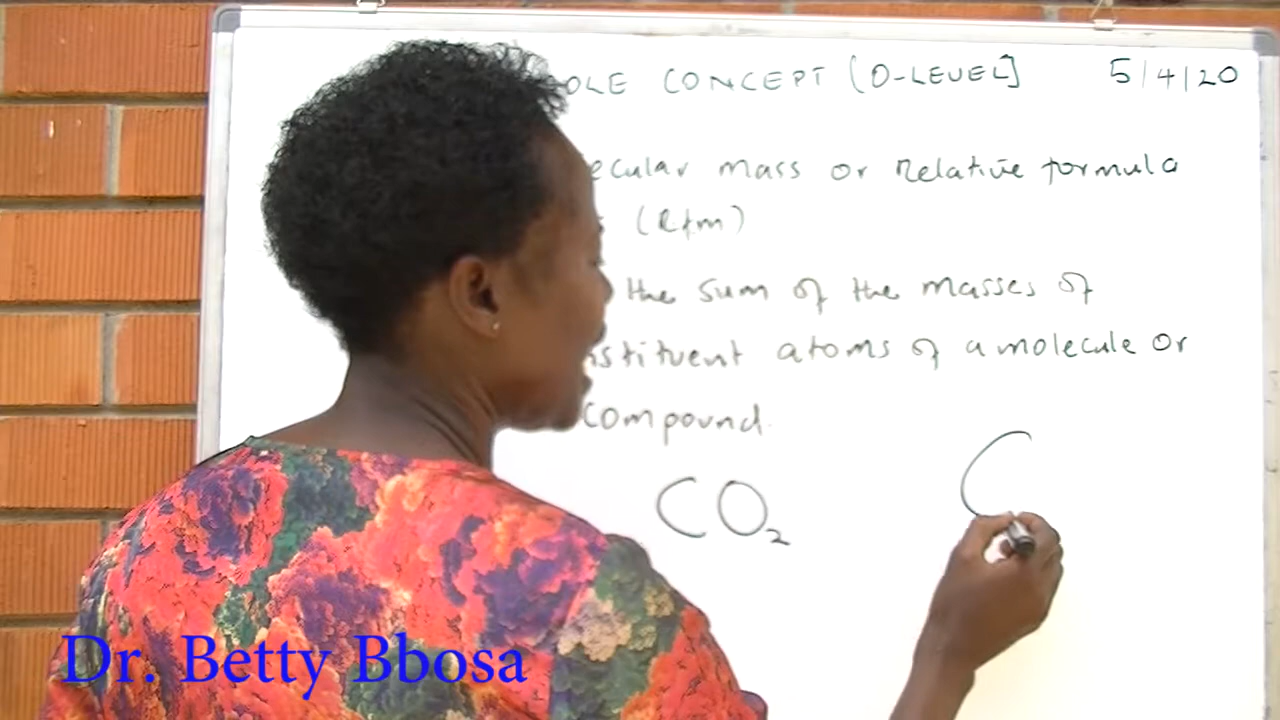 OLE CONCEPT (O-LEVEL] 5/4/20
ecular mass or Relative formula
(Rfm)
the sum of the masses of
nstituent atoms of a molecule or
compound.
CO2 C
Dr. Betty Bbosa